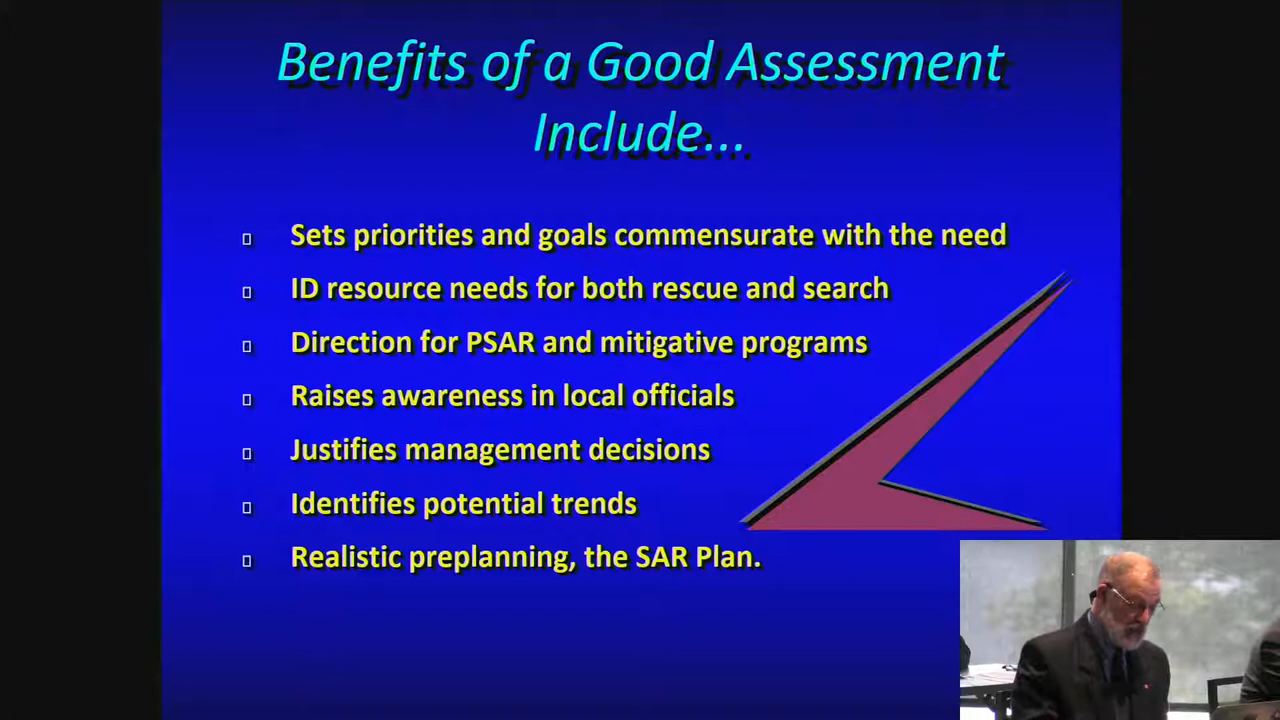 Benefits of a Good Assessment
Include...
Sets priorities and goals commensurate with the need
ID resource needs for both rescue and search
Direction for PSAR and mitigative programs
Raises awareness in local officials
Justifies management decisions
Identifies potential trends
Realistic preplanning, the SAR Plan.